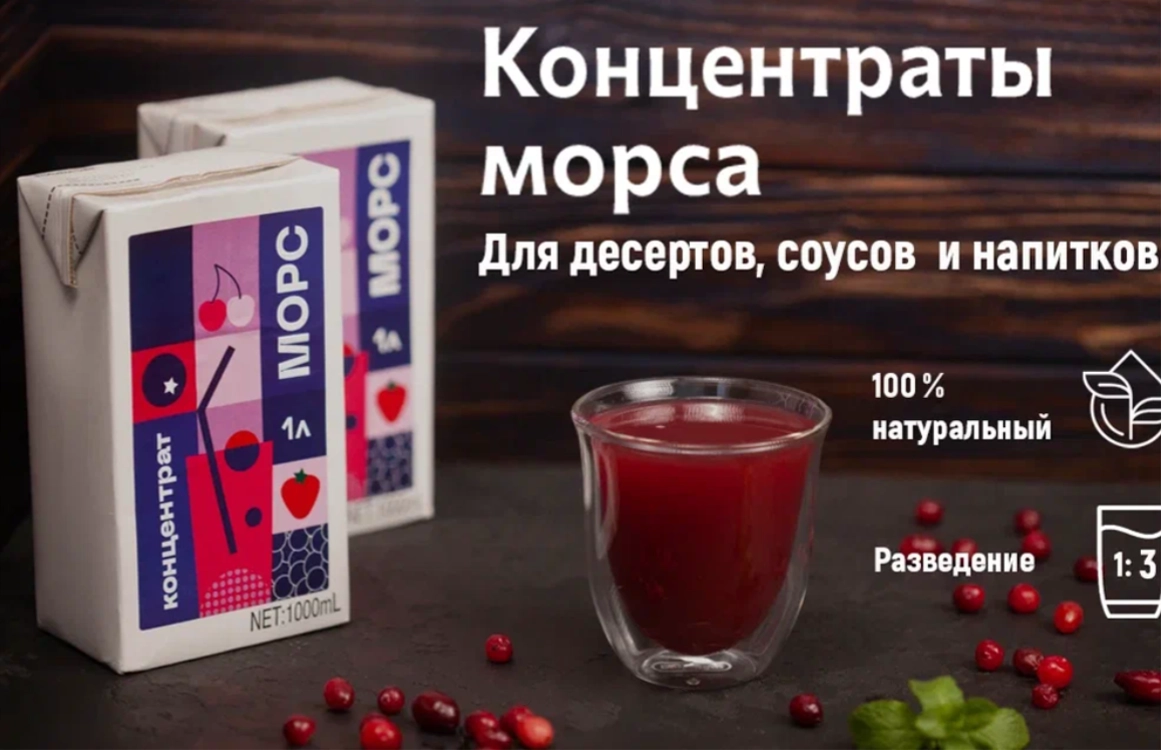 Концентраты
морса
Для десертов, соусов и напитков
100 %
натуральный
Разведение
1: 3
МОРС
1л
концентрат
NET:1000mL
МОРС
1л